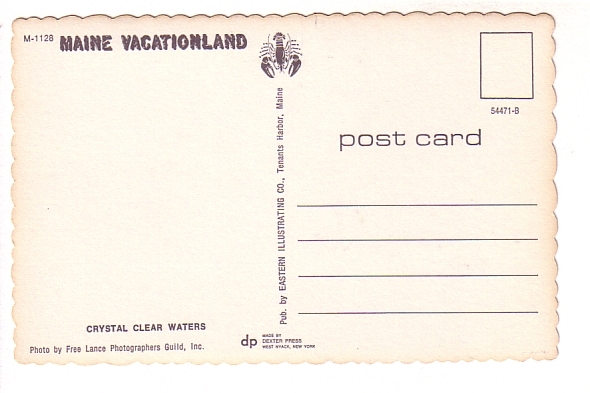 M-1128 MAINE VACATIONLAND
CRYSTAL CLEAR WATERS
Photo by Free Lance Photographers Guild, Inc.
Pub. by EASTERN ILLUSTRATING CO., Tenants Harbor, Maine
dp MADE BY
DEXTER PRESS
WEST NYACK, NEW YORK
54471-B
post card